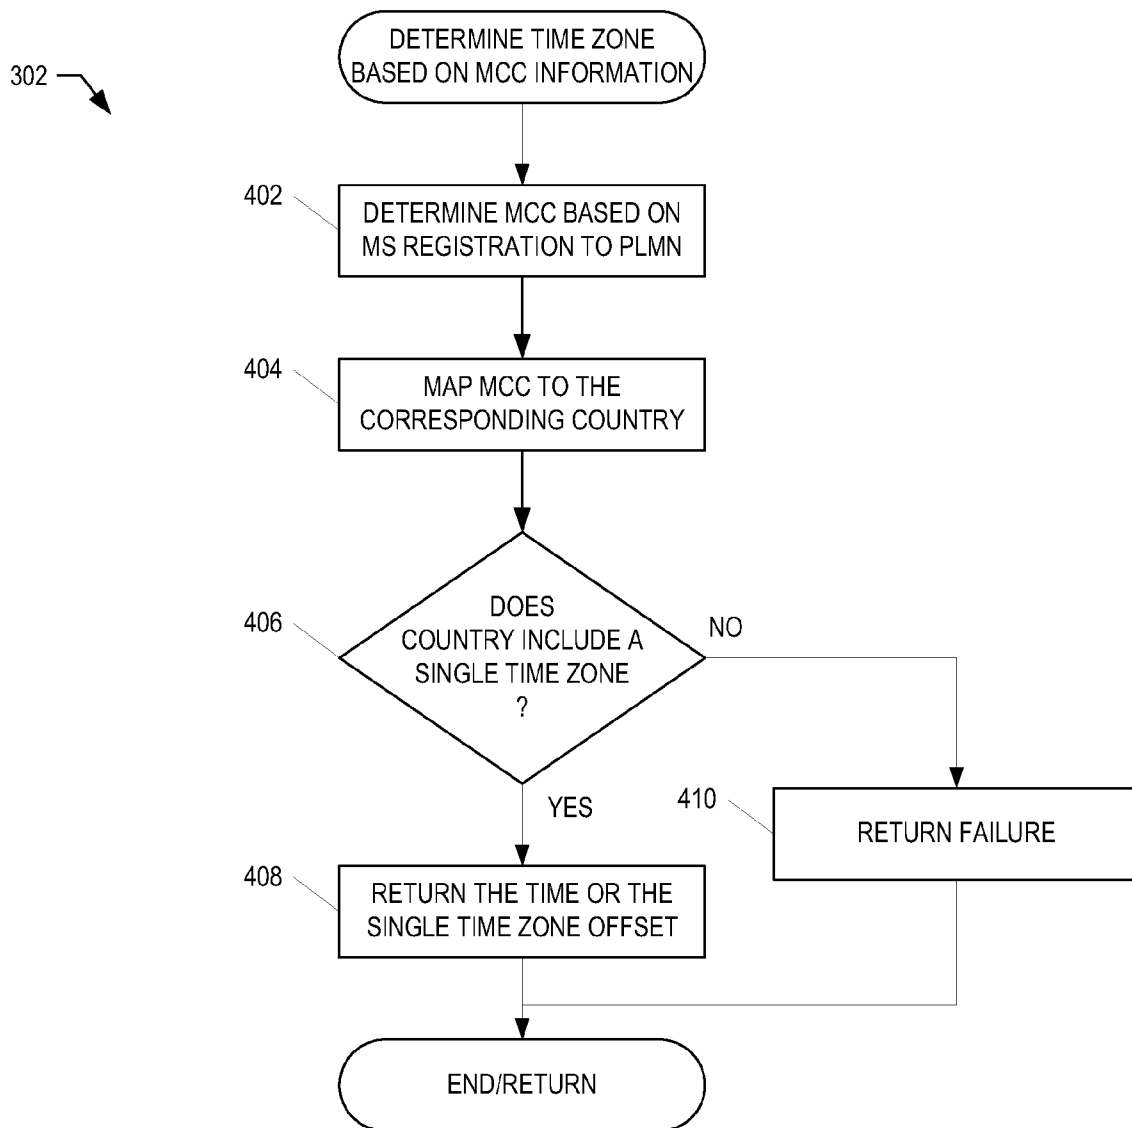 DETERMINE TIME ZONE
BASED ON MCC INFORMATION
302
402
DETERMINE MCC BASED ON
MS REGISTRATION TO PLMN
404
MAP MCC TO THE
CORRESPONDING COUNTRY
406
DOES
COUNTRY INCLUDE A
SINGLE TIME ZONE
?
NO
YES
410
RETURN FAILURE
408
RETURN THE TIME OR THE
SINGLE TIME ZONE OFFSET
END/RETURN